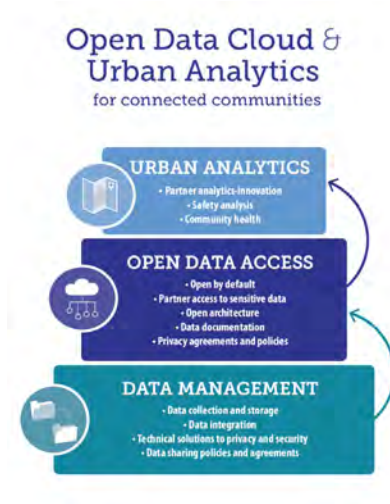 Open Data Cloud &
Urban Analytics
for connected communities
URBAN ANALYTICS
• Partner analytics-innovation
• Safety analysis
• Community health
OPEN DATA ACCESS
• Open by default
• Partner access to sensitive data
• Open architecture
• Data documentation
• Privacy agreements and policies
DATA MANAGEMENT
• Data collection and storage
• Data integration
• Technical solutions to privacy and security
• Data sharing policies and agreements